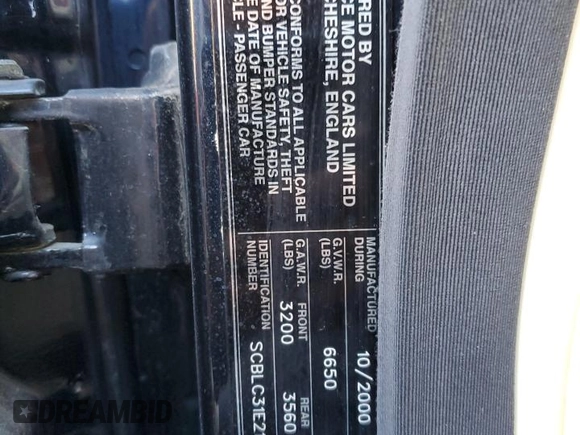 RED BY
CE MOTOR CARS LIMITED
CHESHIRE, ENGLAND
CONFORMS TO ALL APPLICABLE
OR VEHICLE SAFETY, THEFT
ND BUMPER STANDARDS IN
E DATE OF MANUFACTURE
LE - PASSENGER CAR
MANUFACTURED
DURING 10/2000
G.V.W.R.
(LBS) 6650
G.A.W.R. FRONT REAR
(LBS) 3200 3560
IDENTIFICATION
NUMBER SCBLC31E2
DREAMBID